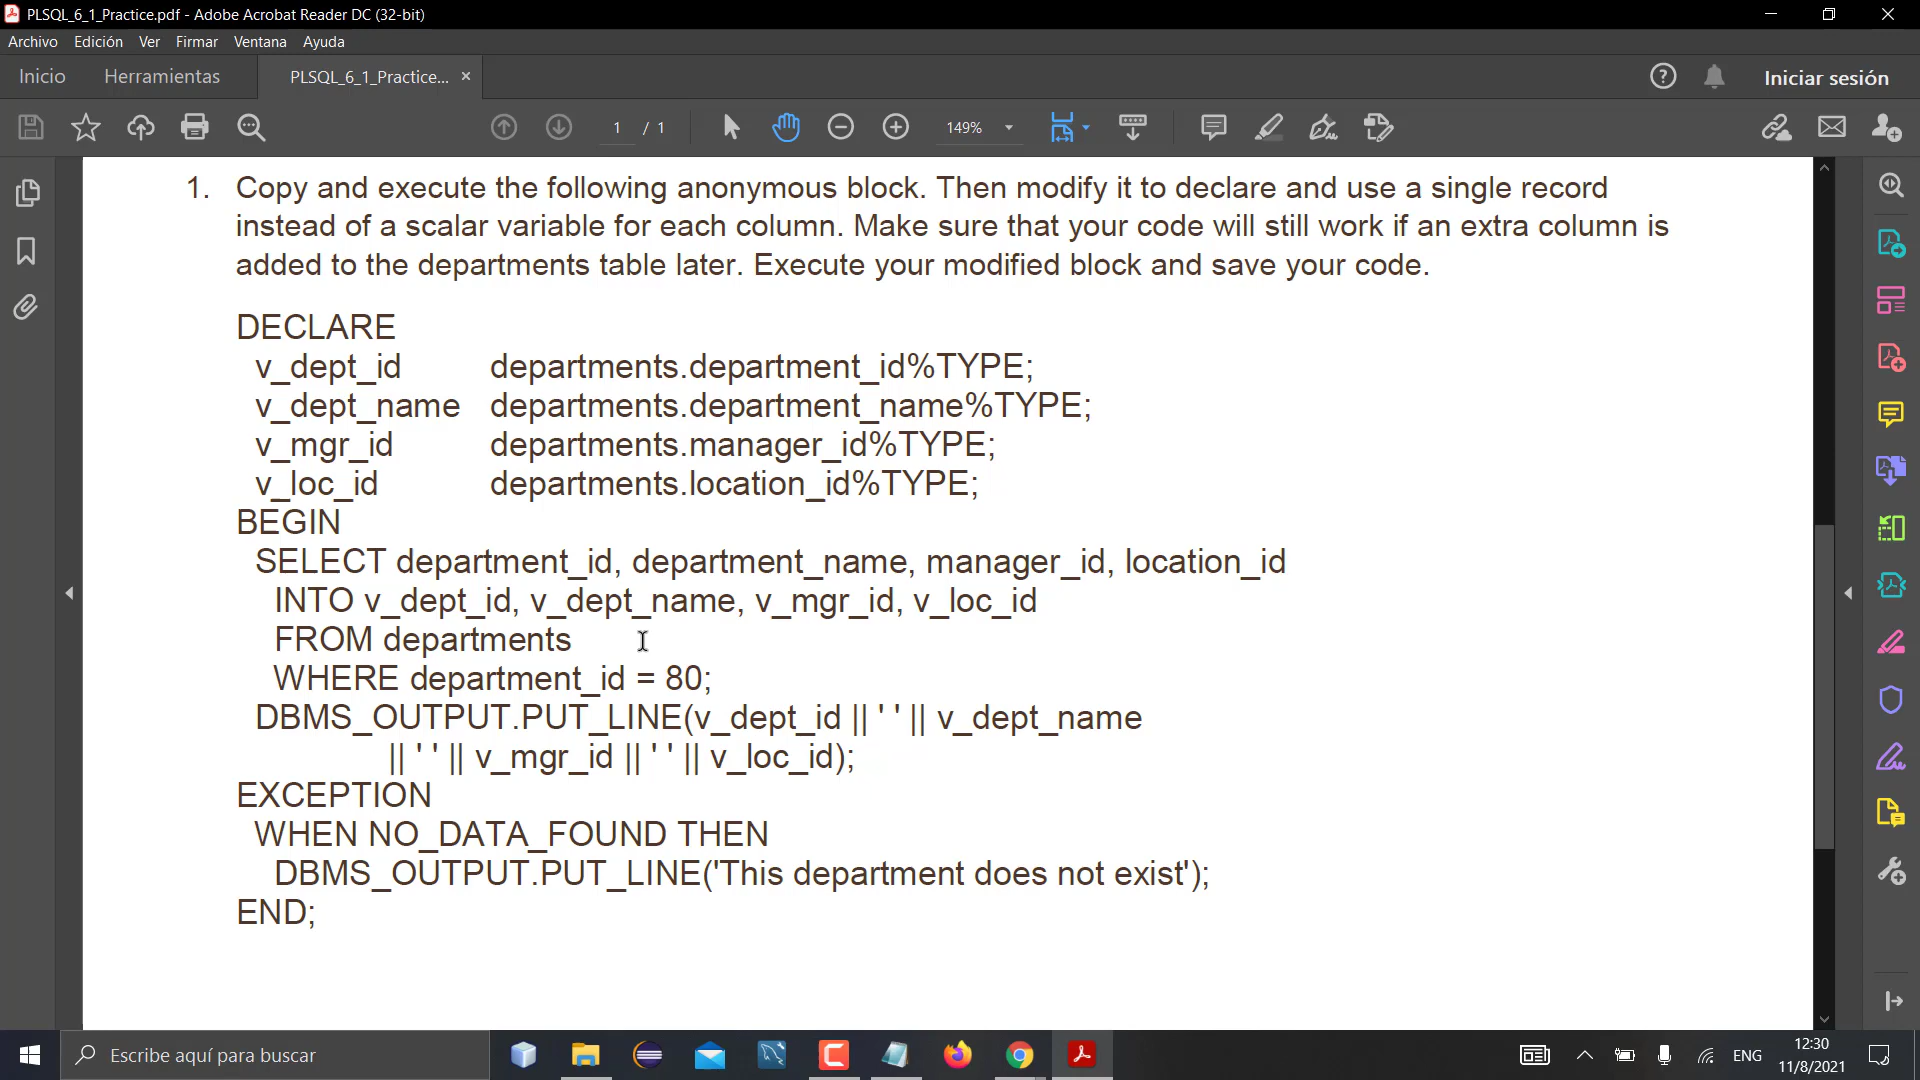 PLSQL_6_1_Practice.pdf - Adobe Acrobat Reader DC (32-bit)
Archivo Edición Ver Firmar Ventana Ayuda
Inicio Herramientas PLSQL_6_1_Practice... × Iniciar sesión
1 / 1 149%
1. Copy and execute the following anonymous block. Then modify it to declare and use a single record
instead of a scalar variable for each column. Make sure that your code will still work if an extra column is
added to the departments table later. Execute your modified block and save your code.
DECLARE
v_dept_id departments.department_id%TYPE;
v_dept_name departments.department_name%TYPE;
v_mgr_id departments.manager_id%TYPE;
v_loc_id departments.location_id%TYPE;
BEGIN
SELECT department_id, department_name, manager_id, location_id
INTO v_dept_id, v_dept_name, v_mgr_id, v_loc_id
FROM departments
WHERE department_id = 80;
DBMS_OUTPUT.PUT_LINE(v_dept_id || ' ' || v_dept_name
|| ' ' || v_mgr_id || ' ' || v_loc_id);
EXCEPTION
WHEN NO_DATA_FOUND THEN
DBMS_OUTPUT.PUT_LINE('This department does not exist');
END;
Escribe aquí para buscar
ENG
12:30
11/8/2021